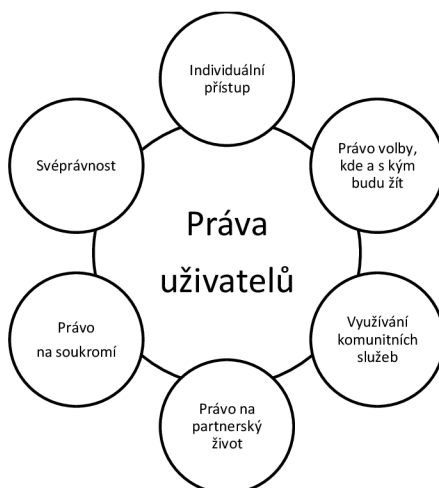 Individuální
přístup
Právo volby,
kde a s kým
budu žít
Využívání
komunitních
služeb
Právo na
partnerský
život
Právo
na soukromí
Svéprávnost
Práva
uživatelů